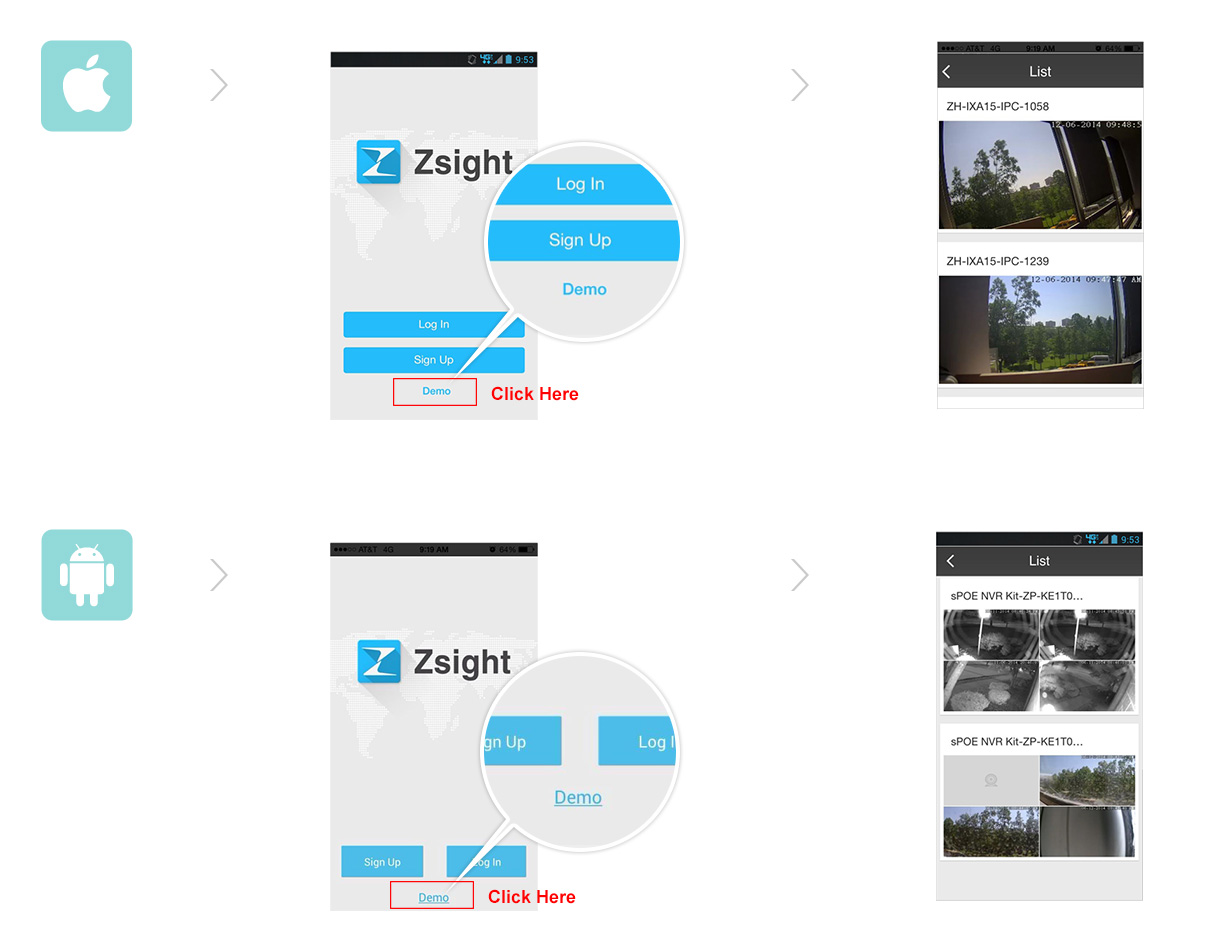 9:53
Zsight
Log In
Sign Up
Demo
Log In
Sign Up
Demo
Click Here
AT&T 4G 9:19 AM 64%
List
ZH-IXA15-IPC-1058
12-06-2014 09:48:5
ZH-IXA15-IPC-1239
12-06-2014 09:47:47 AM
AT&T 4G 9:19 AM 64%
Zsight
gn Up
Log I
Demo
Sign Up
Log In
Demo
Click Here
4G 9:53
List
sPOE NVR Kit-ZP-KE1T0...
sPOE NVR Kit-ZP-KE1T0...